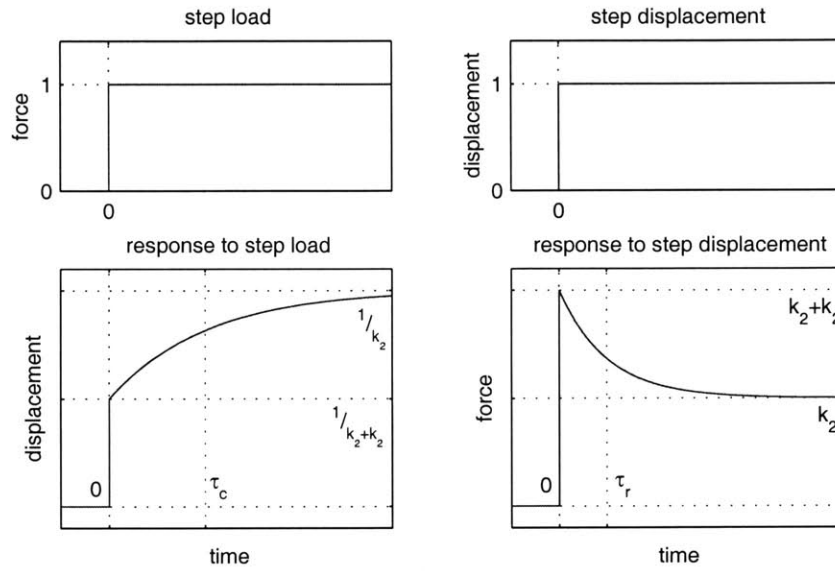 step load
step displacement
force
1
0
0
displacement
1
0
0
response to step load
response to step displacement
displacement
1/k2
1/k2+k2
0
τc
time
force
k2+k2
k2
0
τr
time